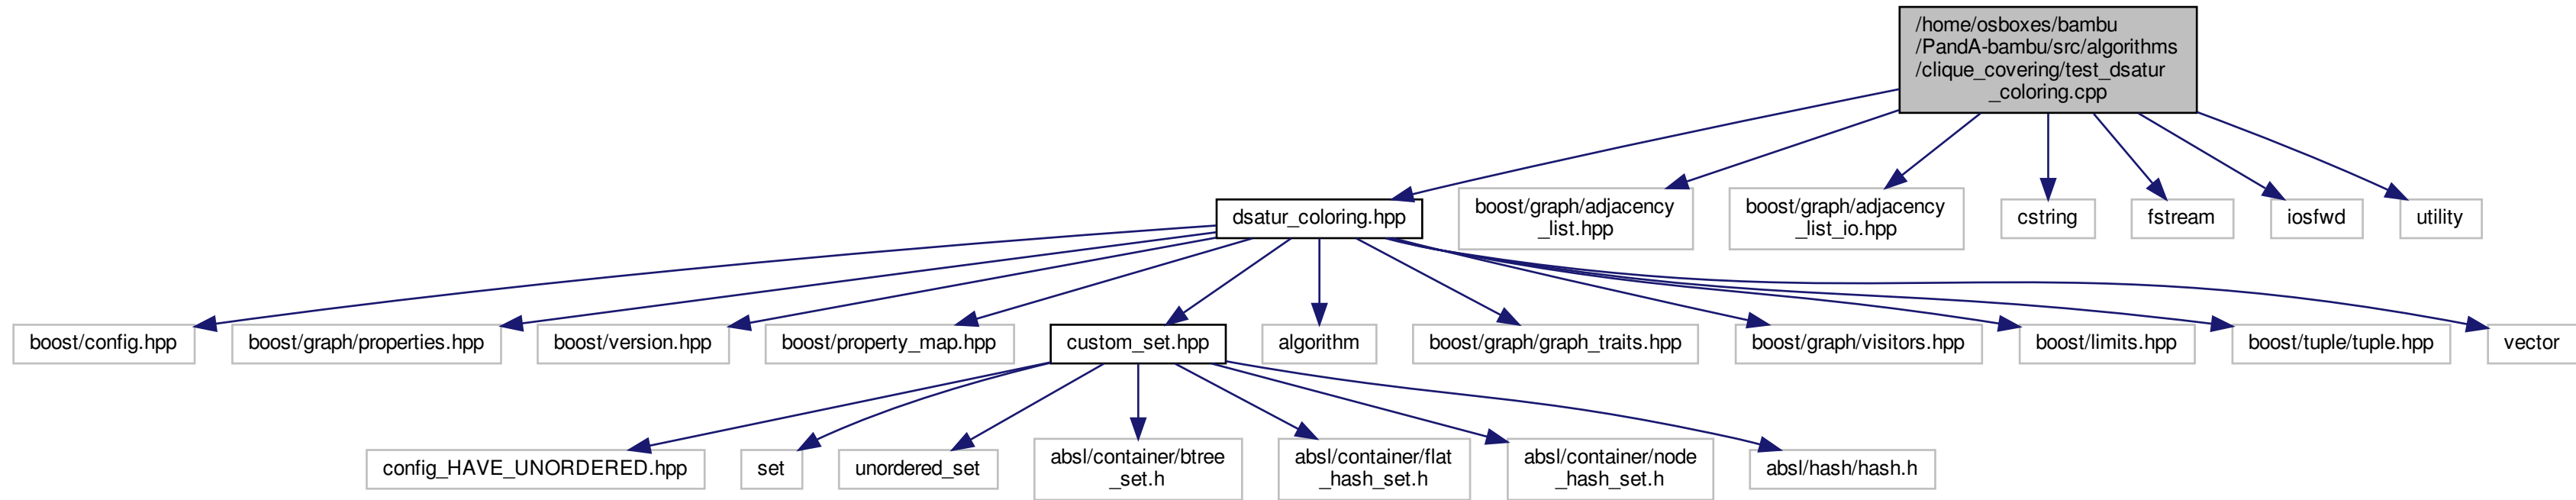 /home/osboxes/bambu
/PandA-bambu/src/algorithms
/clique_covering/test_dsatur
_coloring.cpp
dsatur_coloring.hpp
boost/graph/adjacency
_list.hpp
boost/graph/adjacency
_list_io.hpp
cstring
fstream
iosfwd
utility
boost/config.hpp
boost/graph/properties.hpp
boost/version.hpp
boost/property_map.hpp
custom_set.hpp
algorithm
boost/graph/graph_traits.hpp
boost/graph/visitors.hpp
boost/limits.hpp
boost/tuple/tuple.hpp
vector
config_HAVE_UNORDERED.hpp
set
unordered_set
absl/container/btree
_set.h
absl/container/flat
_hash_set.h
absl/container/node
_hash_set.h
absl/hash/hash.h